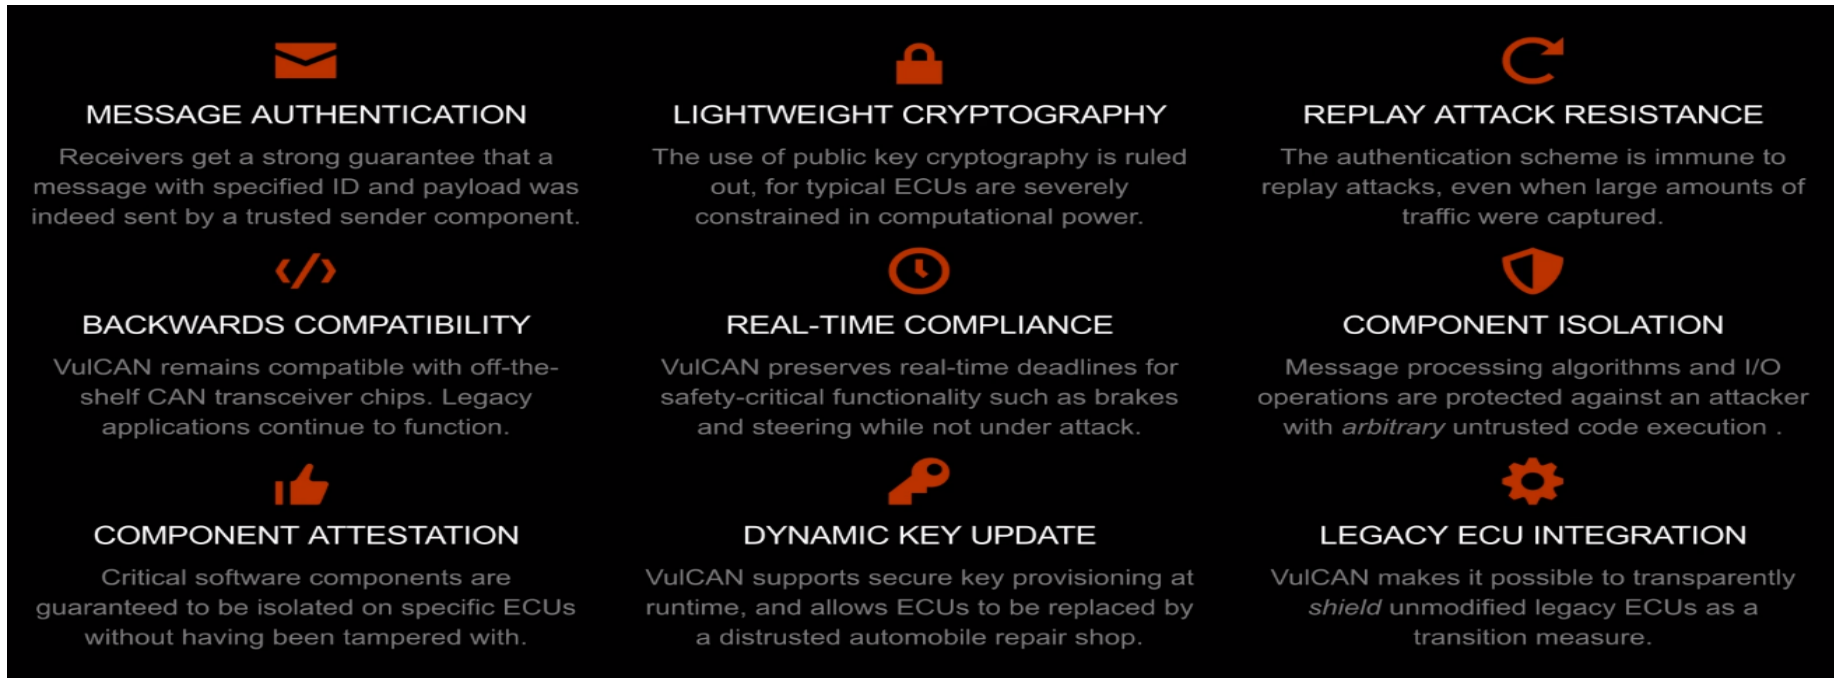 MESSAGE AUTHENTICATION
Receivers get a strong guarantee that a
message with specified ID and payload was
indeed sent by a trusted sender component.
LIGHTWEIGHT CRYPTOGRAPHY
The use of public key cryptography is ruled
out, for typical ECUs are severely
constrained in computational power.
REPLAY ATTACK RESISTANCE
The authentication scheme is immune to
replay attacks, even when large amounts of
traffic were captured.
BACKWARDS COMPATIBILITY
VulCAN remains compatible with off-the-
shelf CAN transceiver chips. Legacy
applications continue to function.
REAL-TIME COMPLIANCE
VulCAN preserves real-time deadlines for
safety-critical functionality such as brakes
and steering while not under attack.
COMPONENT ISOLATION
Message processing algorithms and I/O
operations are protected against an attacker
with arbitrary untrusted code execution .
COMPONENT ATTESTATION
Critical software components are
guaranteed to be isolated on specific ECUs
without having been tampered with.
DYNAMIC KEY UPDATE
VulCAN supports secure key provisioning at
runtime, and allows ECUs to be replaced by
a distrusted automobile repair shop.
LEGACY ECU INTEGRATION
VulCAN makes it possible to transparently
shield unmodified legacy ECUs as a
transition measure.